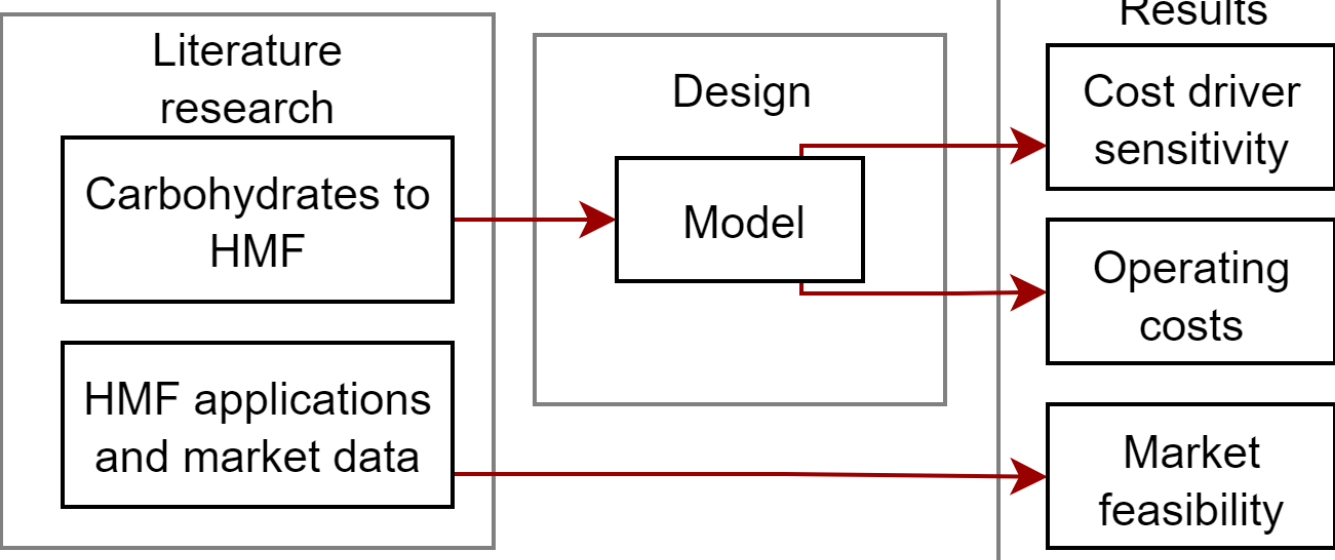 Literature
research
Carbohydrates to
HMF
HMF applications
and market data
Design
Model
Results
Cost driver
sensitivity
Operating
costs
Market
feasibility